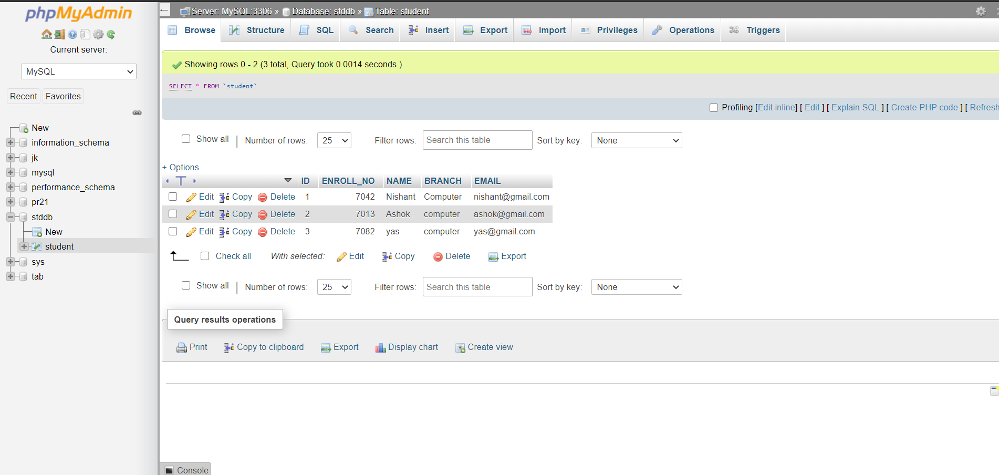 phpMyAdmin
Current server:
MySQL
Recent Favorites
New
information_schema
jk
mysql
performance_schema
pr21
stddb
New
student
sys
tab
Server: MySQL:3306 » Database: stddb » Table: student
Browse Structure SQL Search Insert Export Import Privileges Operations Triggers
Showing rows 0 - 2 (3 total, Query took 0.0014 seconds.)
SELECT * FROM `student`
Profiling [Edit inline] [ Edit ] [ Explain SQL ] [ Create PHP code ] [ Refresh
Show all | Number of rows: 25 Filter rows: Search this table Sort by key: None
+ Options
←T→ ID ENROLL_NO NAME BRANCH EMAIL
Edit Copy Delete 1 7042 Nishant Computer nishant@gmail.com
Edit Copy Delete 2 7013 Ashok computer ashok@gmail.com
Edit Copy Delete 3 7082 yas computer yas@gmail.com
Check all With selected: Edit Copy Delete Export
Show all | Number of rows: 25 Filter rows: Search this table Sort by key: None
Query results operations
Print Copy to clipboard Export Display chart Create view
Console